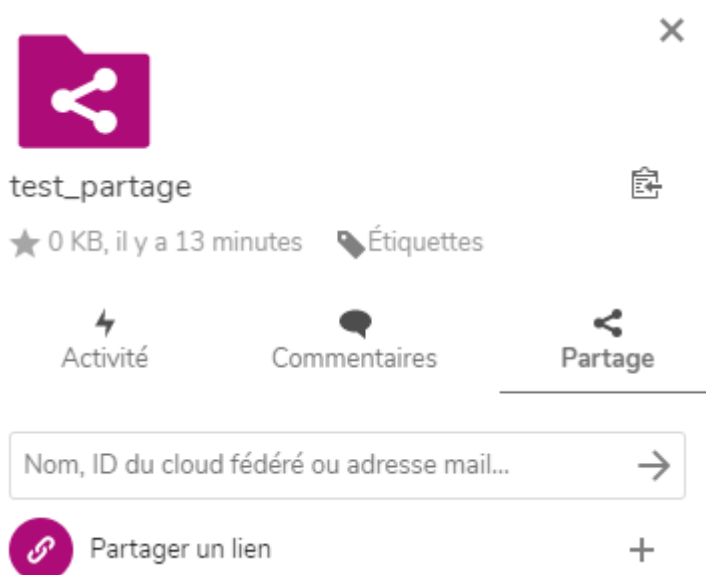 test_partage
0 KB, il y a 13 minutes Étiquettes
Activité Commentaires Partage
Nom, ID du cloud fédéré ou adresse mail...
Partager un lien